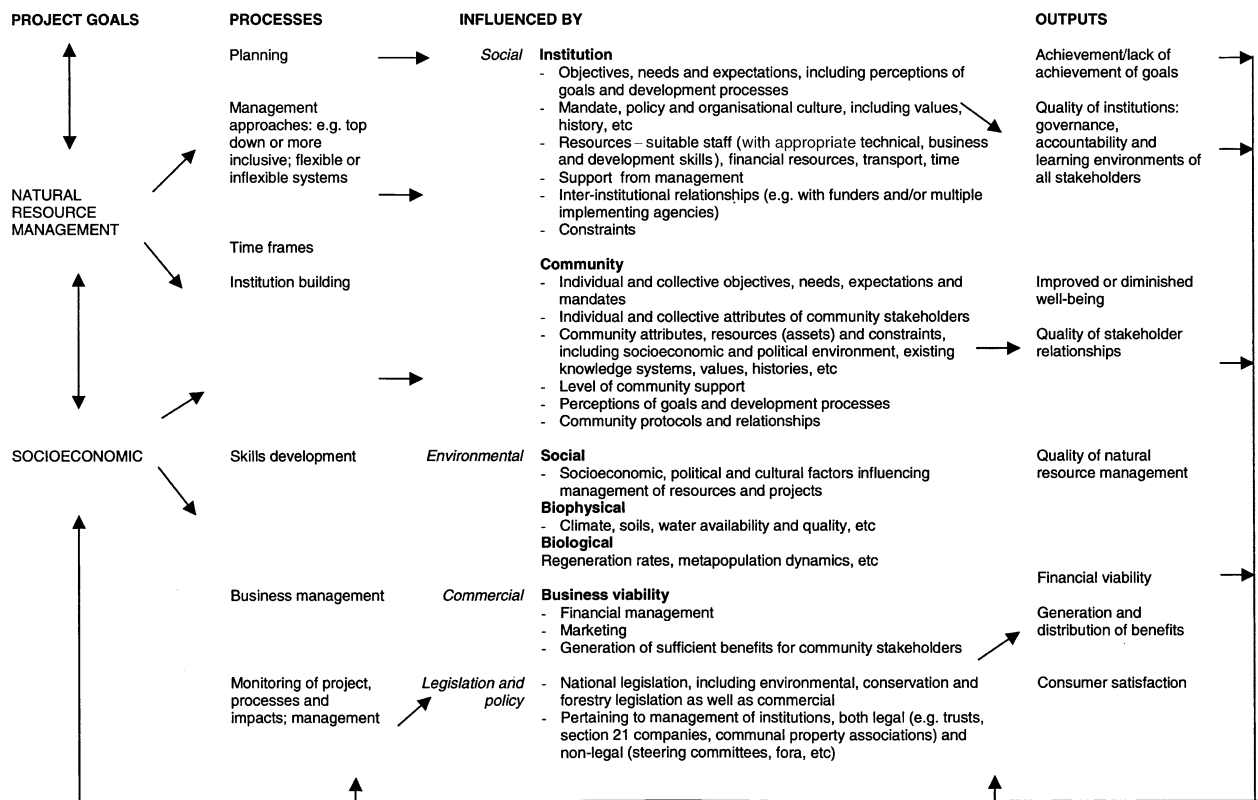 PROJECT GOALS
NATURAL
RESOURCE
MANAGEMENT
SOCIOECONOMIC
PROCESSES
Planning
Management
approaches: e.g. top
down or more
inclusive; flexible or
inflexible systems
Time frames
Institution building
Skills development
Business management
Monitoring of project,
processes and
impacts; management
INFLUENCED BY
Social Institution
- Objectives, needs and expectations, including perceptions of
goals and development processes
- Mandate, policy and organisational culture, including values,
history, etc
- Resources – suitable staff (with appropriate technical, business
and development skills), financial resources, transport, time
- Support from management
- Inter-institutional relationships (e.g. with funders and/or multiple
implementing agencies)
- Constraints
Community
- Individual and collective objectives, needs, expectations and
mandates
- Individual and collective attributes of community stakeholders
- Community attributes, resources (assets) and constraints,
including socioeconomic and political environment, existing
knowledge systems, values, histories, etc
- Level of community support
- Perceptions of goals and development processes
- Community protocols and relationships
Environmental Social
- Socioeconomic, political and cultural factors influencing
management of resources and projects
Biophysical
- Climate, soils, water availability and quality, etc
Biological
Regeneration rates, metapopulation dynamics, etc
Commercial Business viability
- Financial management
- Marketing
- Generation of sufficient benefits for community stakeholders
Legislation and - National legislation, including environmental, conservation and
policy forestry legislation as well as commercial
- Pertaining to management of institutions, both legal (e.g. trusts,
section 21 companies, communal property associations) and
non-legal (steering committees, fora, etc)
OUTPUTS
Achievement/lack of
achievement of goals
Quality of institutions:
governance,
accountability and
learning environments of
all stakeholders
Improved or diminished
well-being
Quality of stakeholder
relationships
Quality of natural
resource management
Financial viability
Generation and
distribution of benefits
Consumer satisfaction